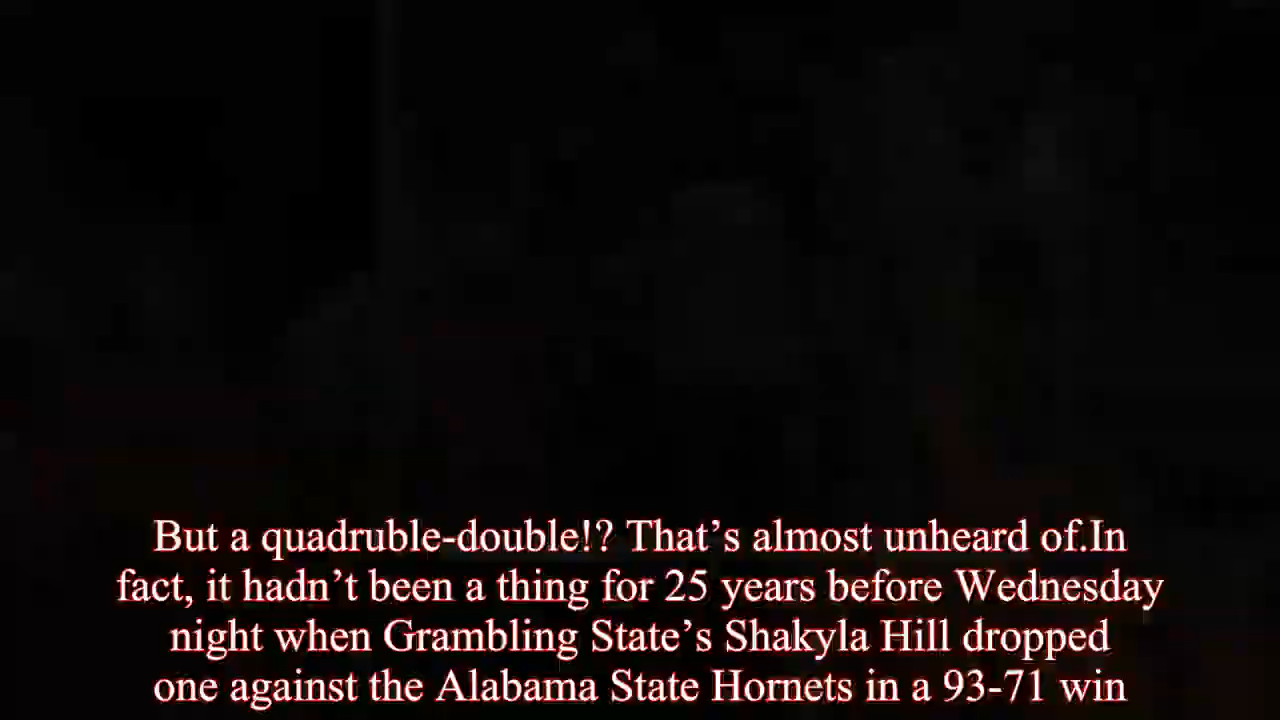 But a quadruble-double!? That’s almost unheard of.In
fact, it hadn’t been a thing for 25 years before Wednesday
night when Grambling State’s Shakyla Hill dropped
one against the Alabama State Hornets in a 93-71 win